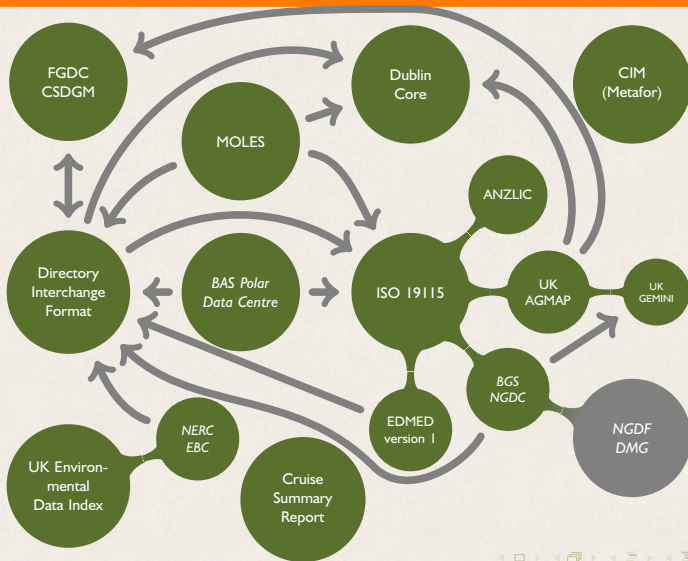 FGDC
CSDGM
Dublin
Core
CIM
(Metafor)
MOLES
ANZLIC
Directory
Interchange
Format
BAS Polar
Data Centre
ISO 19115
UK
AGMAP
UK
GEMINI
BGS
NGDC
EDMED
version 1
NERC
EBC
NGDF
DMG
UK Environ-
mental
Data Index
Cruise
Summary
Report